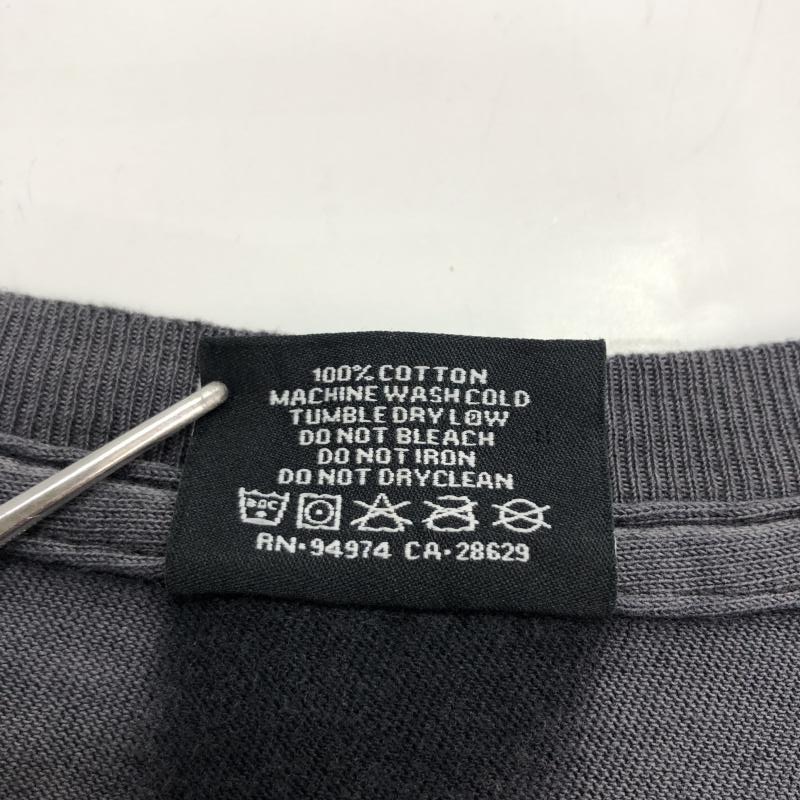 100% COTTON
MACHINE WASH COLD
TUMBLE DRY LOW
DO NOT BLEACH
DO NOT IRON
DO NOT DRYCLEAN
30C
RN·94974 CA·28629